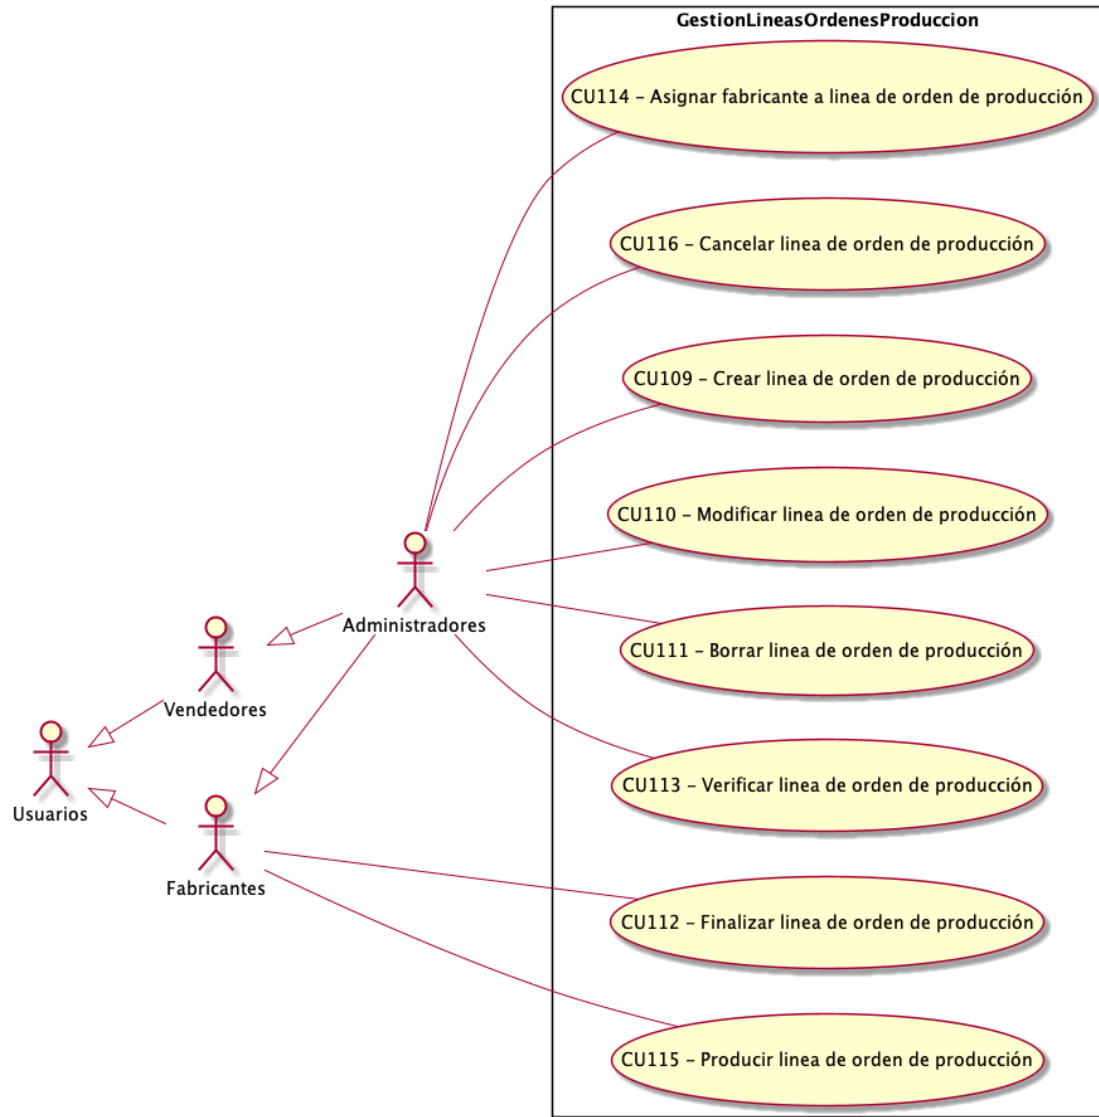 GestionLineasOrdenesProduccion
CU114 – Asignar fabricante a linea de orden de producción
CU116 – Cancelar linea de orden de producción
CU109 – Crear linea de orden de producción
CU110 – Modificar linea de orden de producción
Administradores
CU111 – Borrar linea de orden de producción
Vendedores
CU113 – Verificar linea de orden de producción
Usuarios
Fabricantes
CU112 – Finalizar linea de orden de producción
CU115 – Producir linea de orden de producción